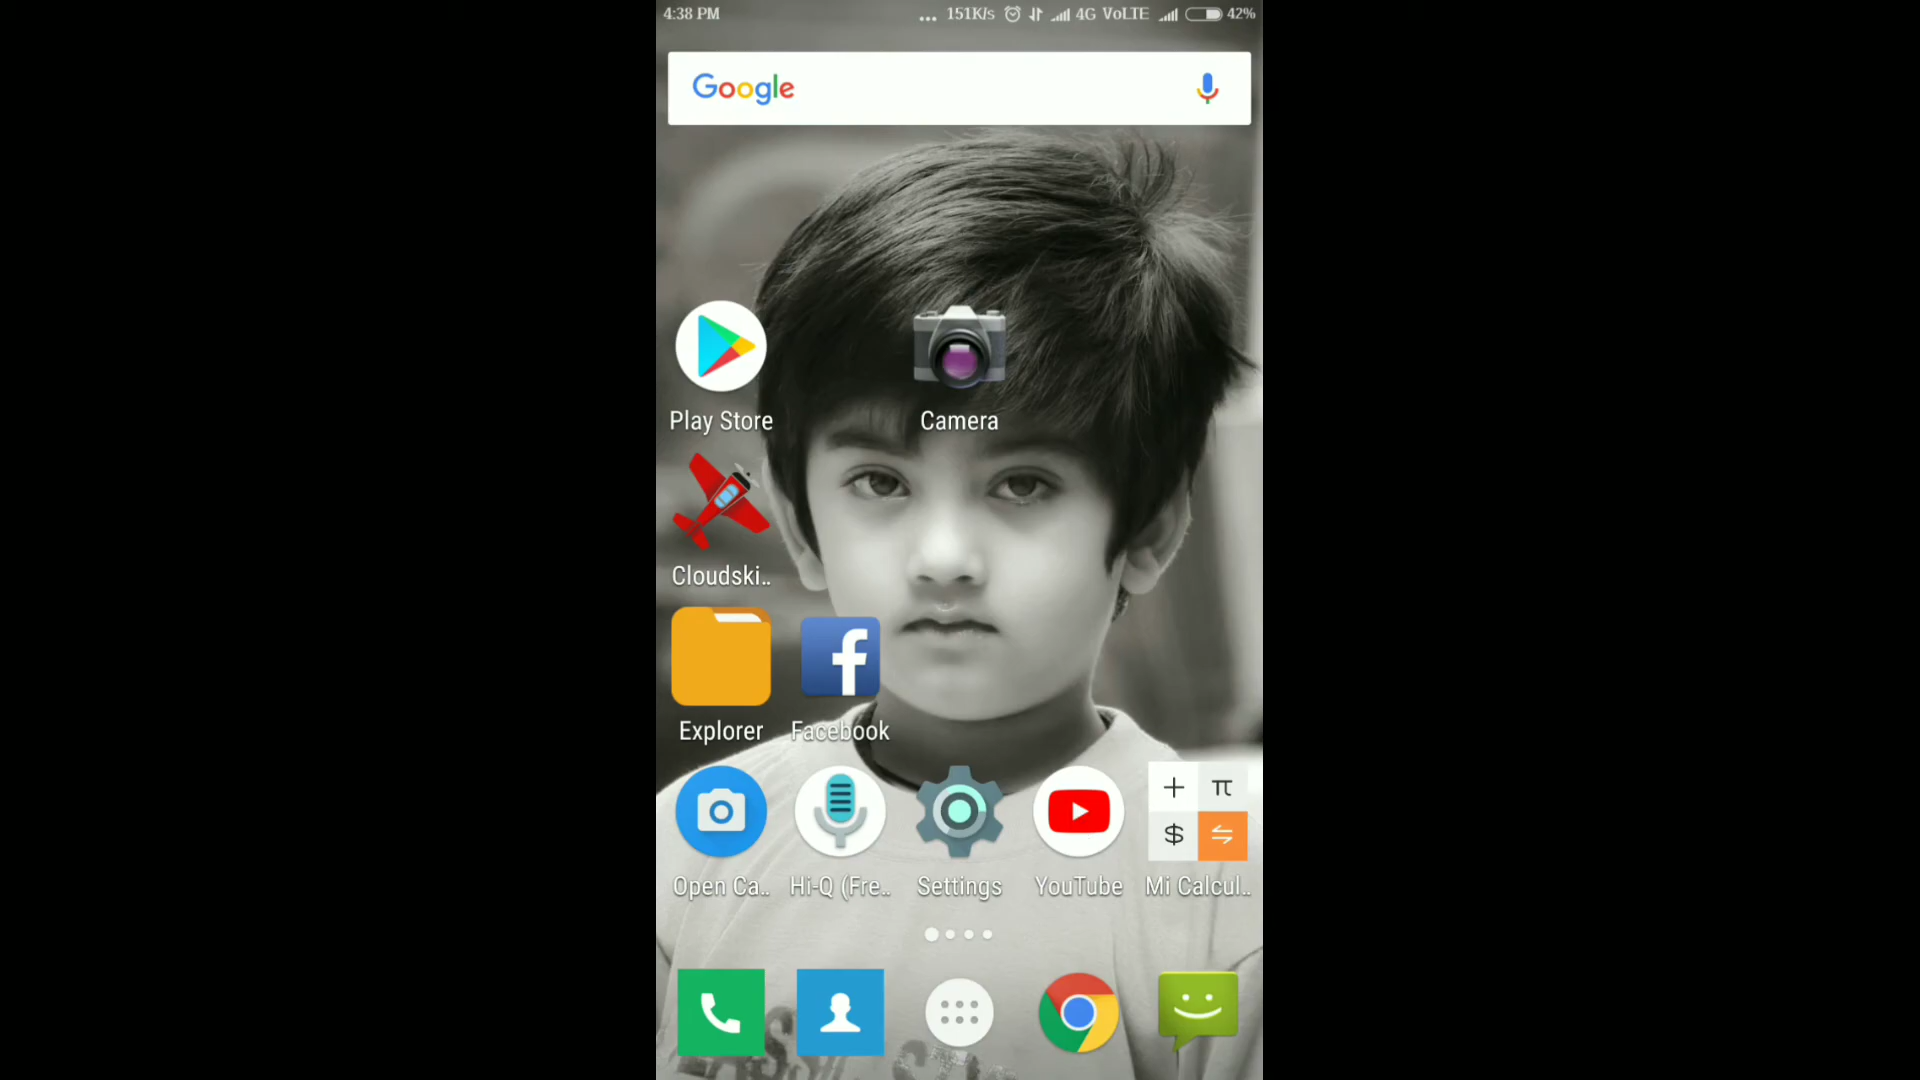 4:38 PM ... 151K/s 4G VoLTE 42%
Google
Play Store Camera
Cloudski..
Explorer Facebook
+ π
$
Open Ca.. Hi-Q (Fre.. Settings YouTube Mi Calcul..